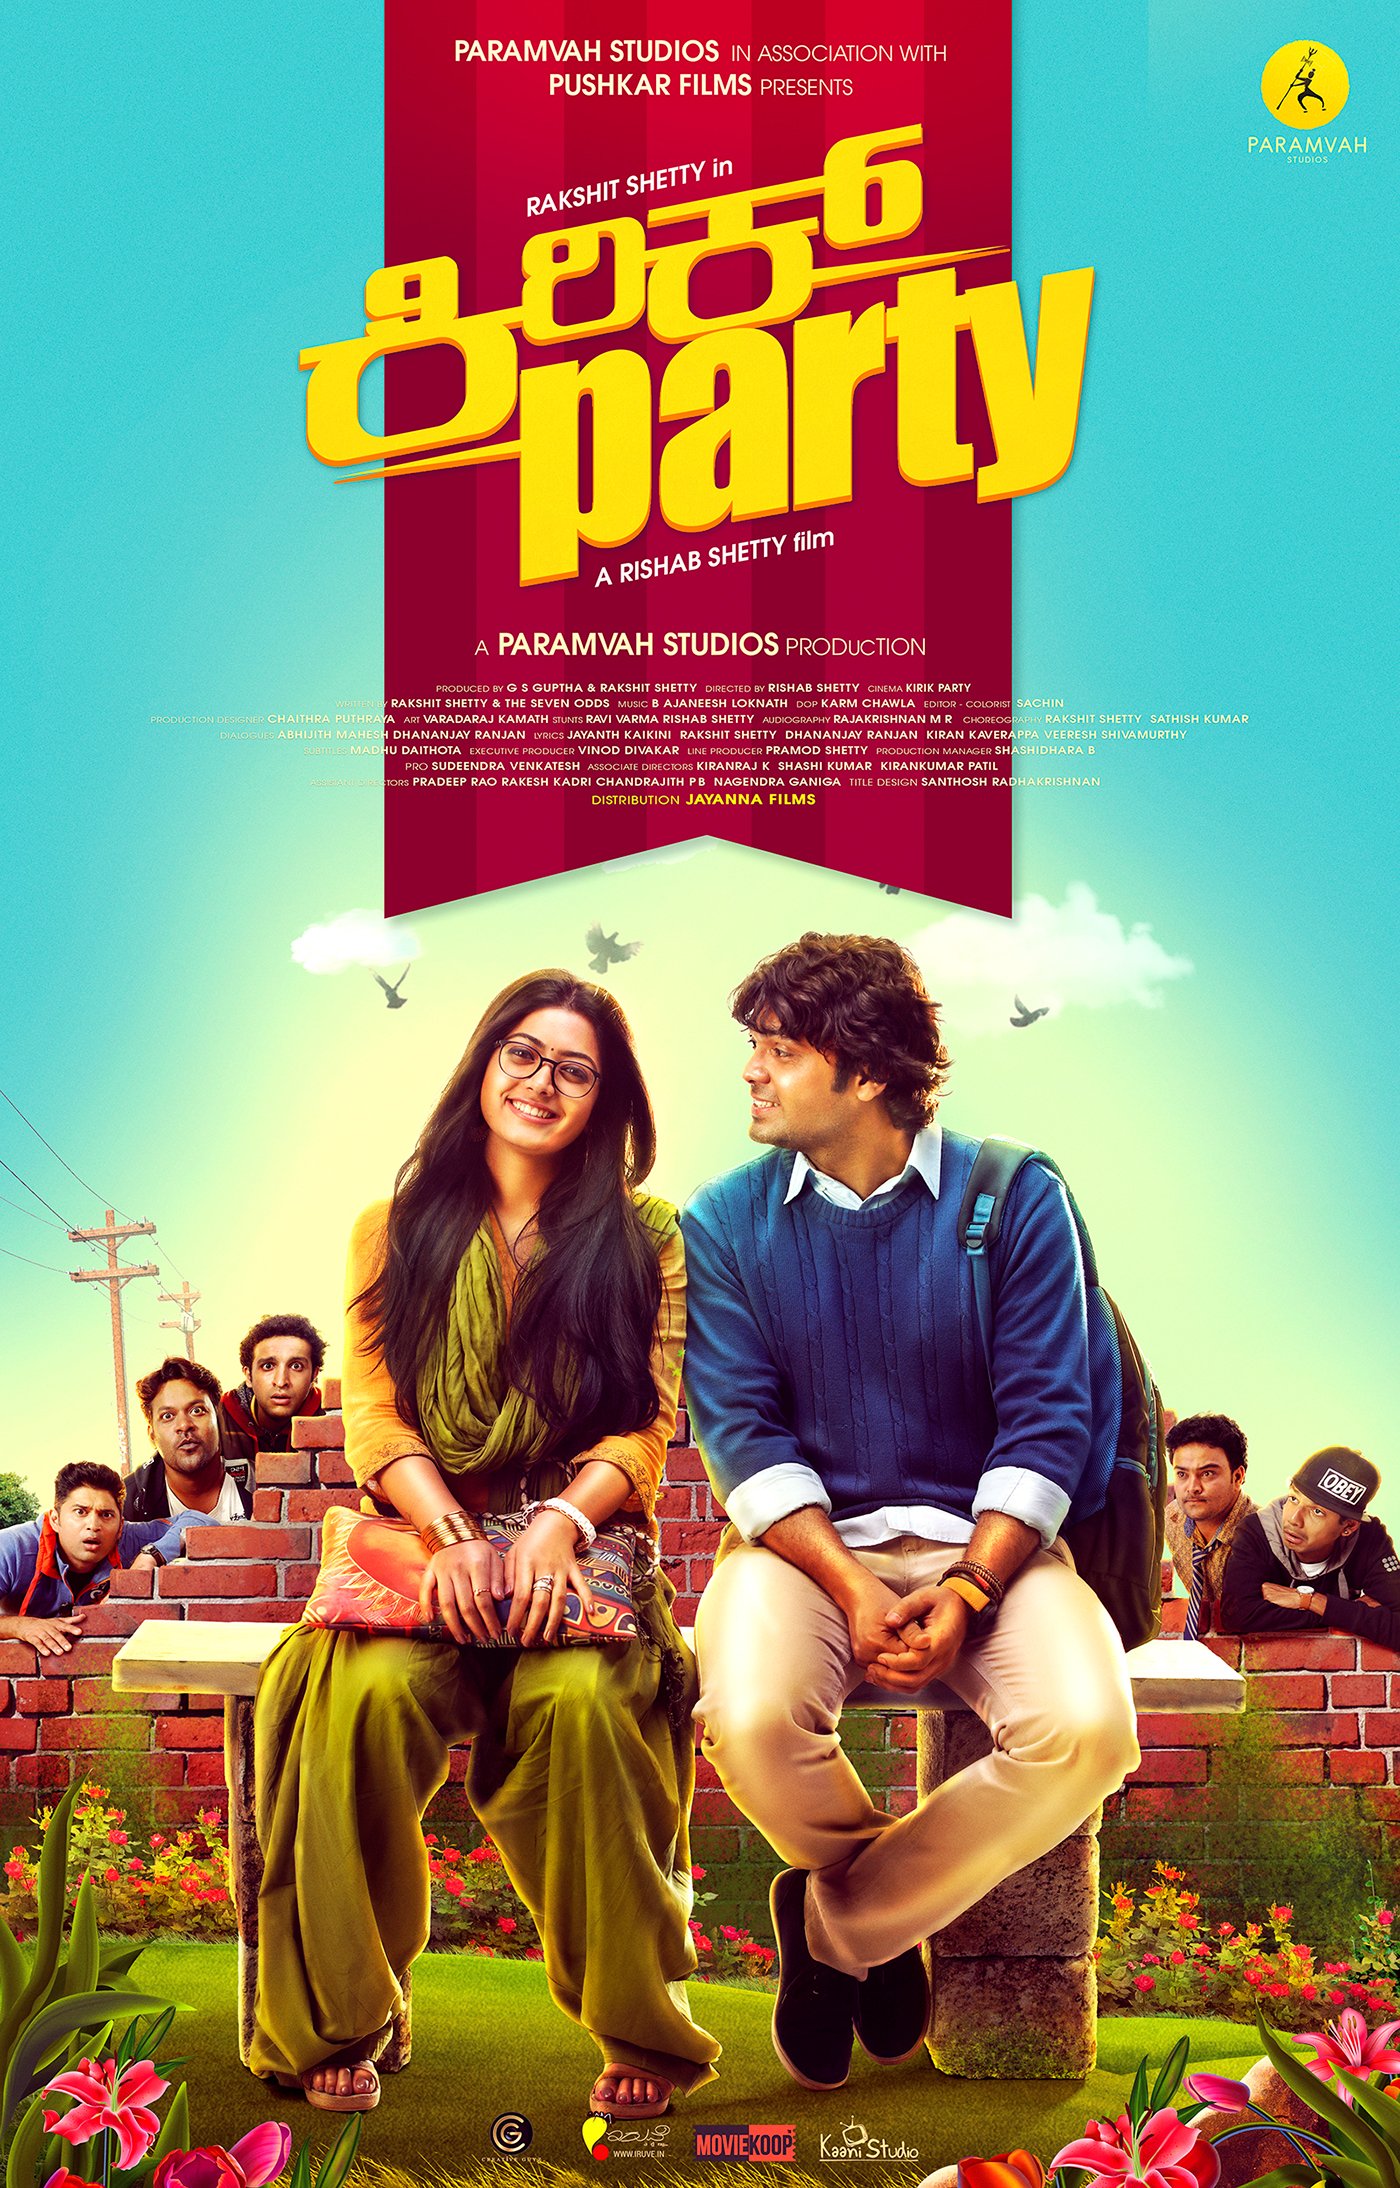 PARAMVAH STUDIOS IN ASSOCIATION WITH
PUSHKAR FILMS PRESENTS
PARAMVAH
STUDIOS
RAKSHIT SHETTY in
ಕಿರಿಕ್
party
A RISHAB SHETTY film
A PARAMVAH STUDIOS PRODUCTION
PRODUCED BY G S GUPTHA & RAKSHIT SHETTY DIRECTED BY RISHAB SHETTY CINEMA KIRIK PARTY
WRITTEN BY RAKSHIT SHETTY & THE SEVEN ODDS MUSIC B AJANEESH LOKNATH DOP KARM CHAWLA EDITOR - COLORIST SACHIN
PRODUCTION DESIGNER CHAITHRA PUTHRAYA ART VARADARAJ KAMATH STUNTS RAVI VARMA RISHAB SHETTY AUDIOGRAPHY RAJAKRISHNAN M R CHOREOGRAPHY RAKSHIT SHETTY SATHISH KUMAR
DIALOGUES ABHIJITH MAHESH DHANANJAY RANJAN LYRICS JAYANTH KAIKINI RAKSHIT SHETTY DHANANJAY RANJAN KIRAN KAVERAPPA VEERESH SHIVAMURTHY
SUBTITLES MADHU DAITHOTA EXECUTIVE PRODUCER VINOD DIVAKAR LINE PRODUCER PRAMOD SHETTY PRODUCTION MANAGER SHASHIDHARA B
PRO SUDEENDRA VENKATESH ASSOCIATE DIRECTORS KIRANRAJ K SHASHI KUMAR KIRANKUMAR PATIL
ASSISTANT DIRECTORS PRADEEP RAO RAKESH KADRI CHANDRAJITH P B NAGENDRA GANIGA TITLE DESIGN SANTHOSH RADHAKRISHNAN
DISTRIBUTION JAYANNA FILMS
OBEY
CREATIVE GUYS
WWW.IRUVE.IN
MOVIEKOOP
Kaani Studio